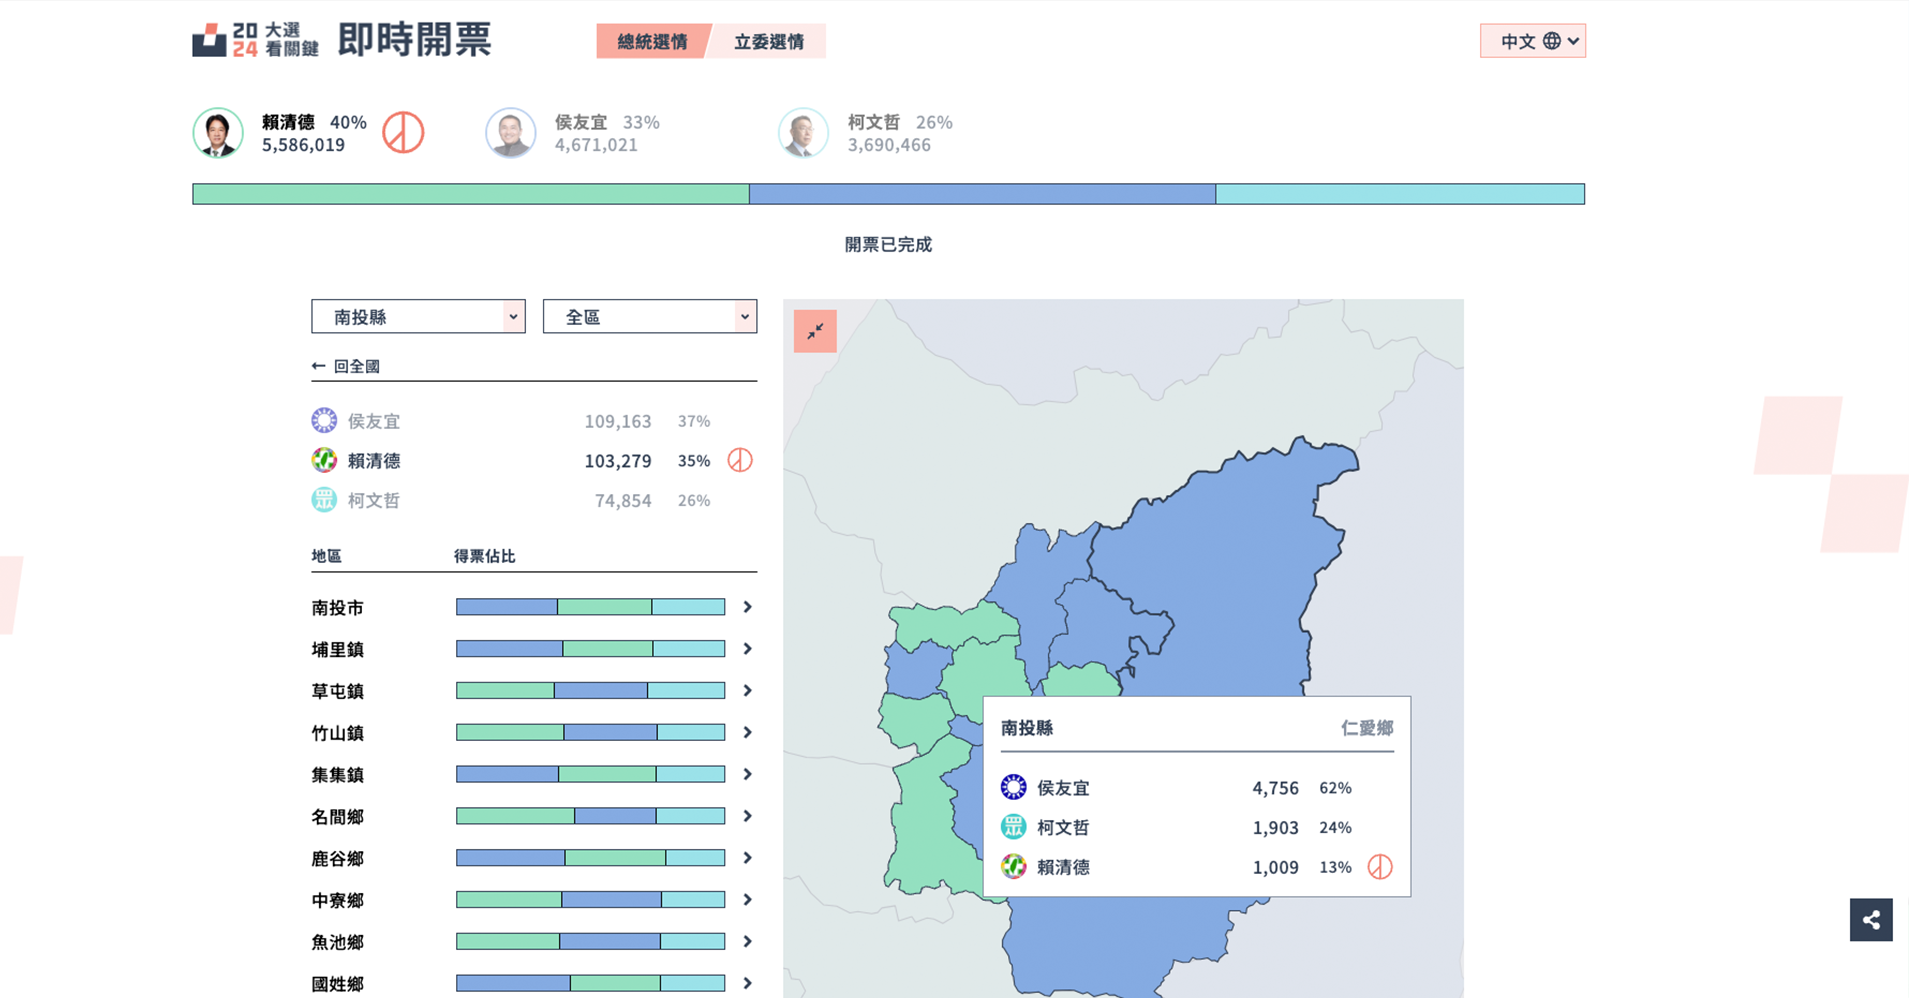 2024 大選看關鍵 即時開票
總統選情 立委選情
中文
賴清德 40%
5,586,019
侯友宜 33%
4,671,021
柯文哲 26%
3,690,466
開票已完成
南投縣 全區
← 回全國
侯友宜 109,163 37%
賴清德 103,279 35%
眾 柯文哲 74,854 26%
地區 得票佔比
南投市
埔里鎮
草屯鎮
竹山鎮
集集鎮
名間鄉
鹿谷鄉
中寮鄉
魚池鄉
國姓鄉
南投縣 仁愛鄉
侯友宜 4,756 62%
眾 柯文哲 1,903 24%
賴清德 1,009 13%